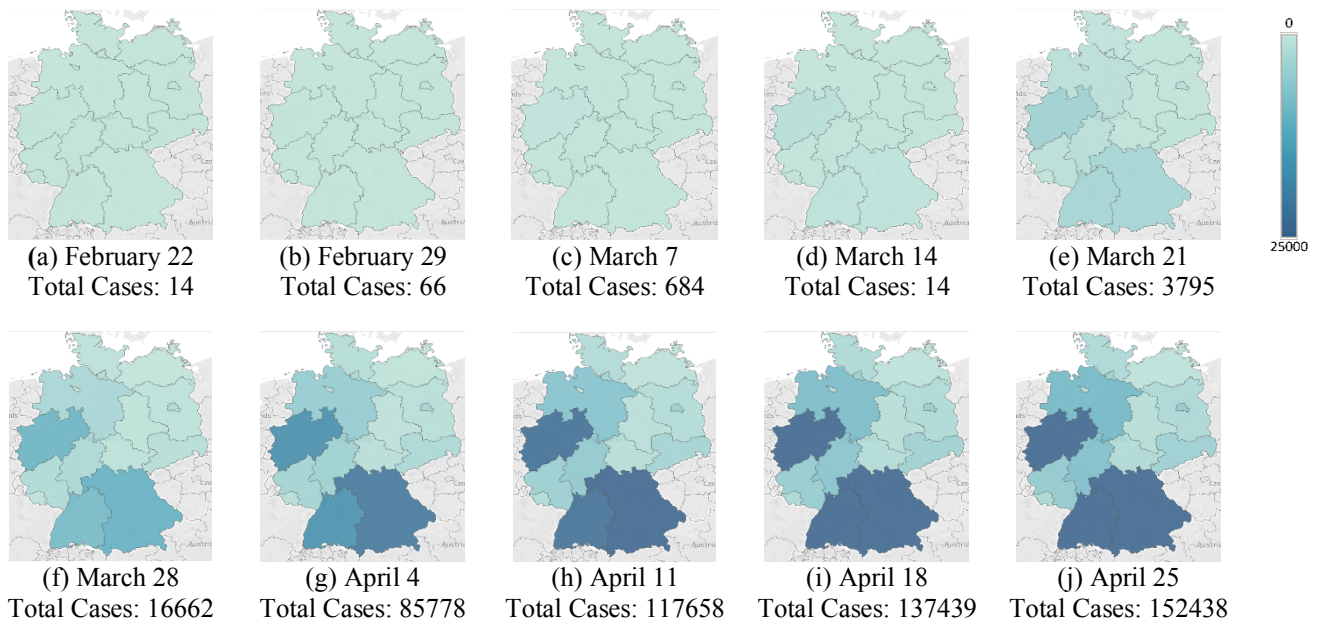 0
25000
(a) February 22
Total Cases: 14
(b) February 29
Total Cases: 66
(c) March 7
Total Cases: 684
(d) March 14
Total Cases: 14
(e) March 21
Total Cases: 3795
(f) March 28
Total Cases: 16662
(g) April 4
Total Cases: 85778
(h) April 11
Total Cases: 117658
(i) April 18
Total Cases: 137439
(j) April 25
Total Cases: 152438